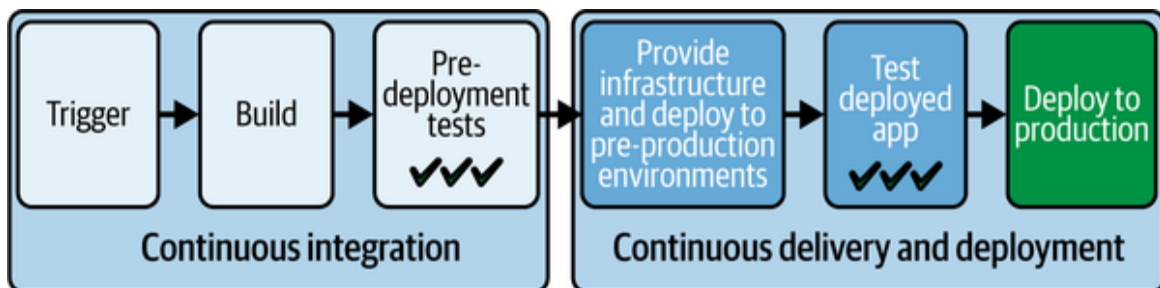 Trigger
Build
Pre-
deployment
tests
Provide
infrastructure
and deploy to
pre-production
environments
Test
deployed
app
Deploy to
production
Continuous integration
Continuous delivery and deployment